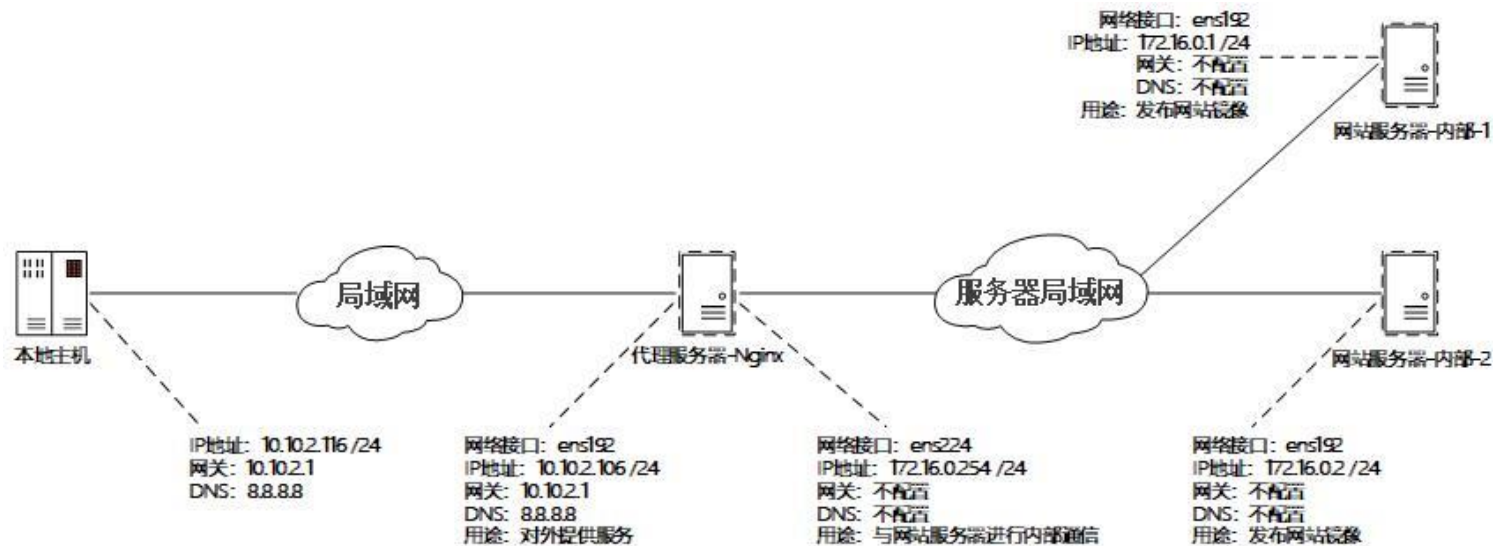 网络接口：ens192
IP地址：172.16.0.1 /24
网关：不配置
DNS：不配置
用途：发布网站镜像
网站服务器-内部-1
局域网
服务器局域网
本地主机
代理服务器-Nginx
网站服务器-内部-2
IP地址：10.10.2.116 /24
网关：10.10.2.1
DNS：8.8.8.8
网络接口：ens192
IP地址：10.10.2.106 /24
网关：10.10.2.1
DNS：8.8.8.8
用途：对外提供服务
网络接口：ens224
IP地址：172.16.0.254 /24
网关：不配置
DNS：不配置
用途：与网站服务器进行内部通信
网络接口：ens192
IP地址：172.16.0.2 /24
网关：不配置
DNS：不配置
用途：发布网站镜像